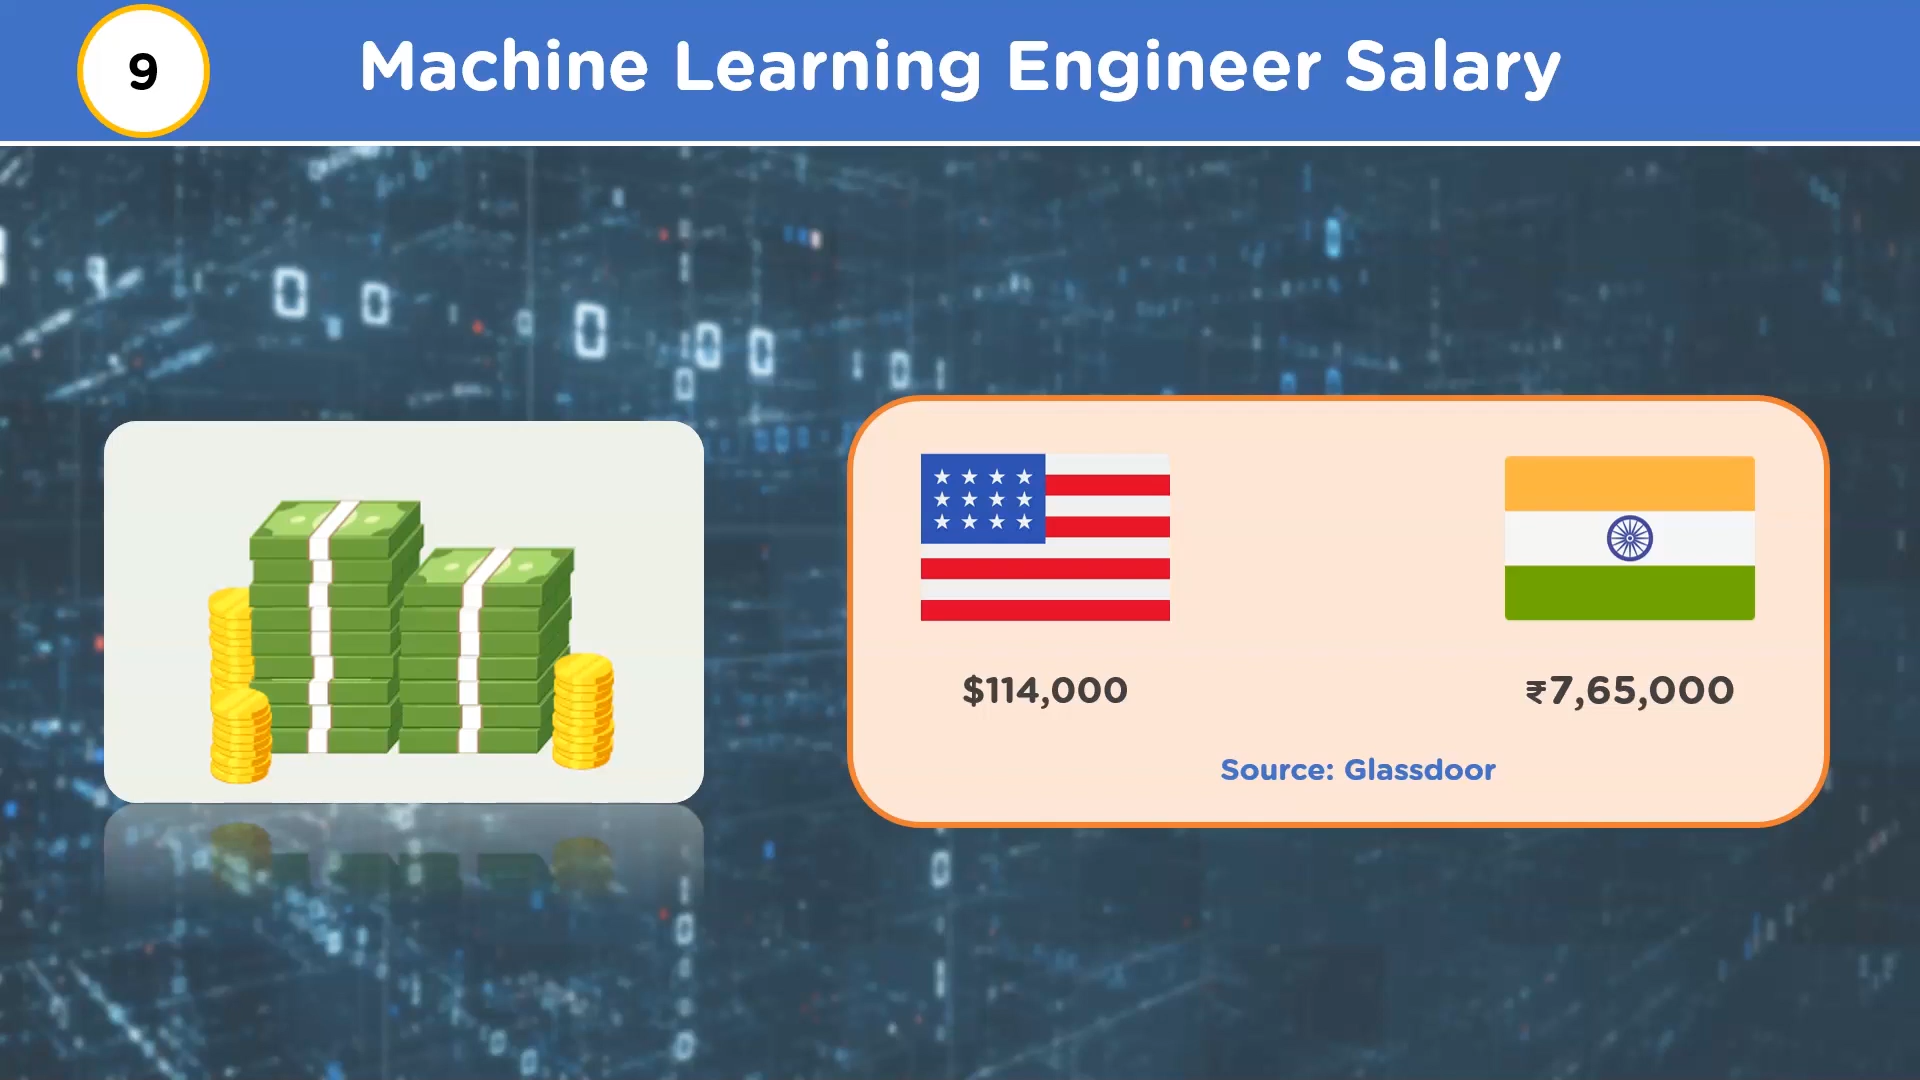 9
Machine Learning Engineer Salary
$114,000
₹7,65,000
Source: Glassdoor